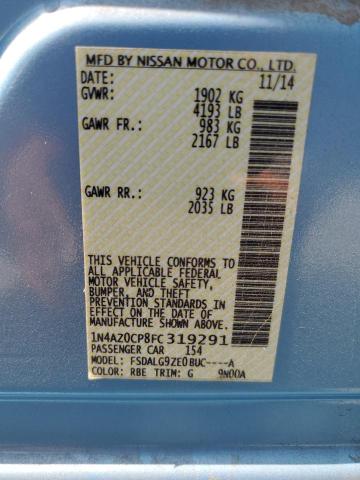 MFD BY NISSAN MOTOR CO., LTD.
DATE: 11/14
GVWR: 1902 KG
4193 LB
GAWR FR: 983 KG
2167 LB
GAWR RR: 923 KG
2035 LB
THIS VEHICLE CONFORMS TO
ALL APPLICABLE FEDERAL
MOTOR VEHICLE SAFETY,
BUMPER, AND THEFT
PREVENTION STANDARDS IN
EFFECT ON THE DATE OF
MANUFACTURE SHOWN ABOVE.
1N4AZ0CP8FC319291
PASSENGER CAR 154
MODEL: FSDALG9ZE0BUC----A
COLOR: RBE TRIM: G 9N00A